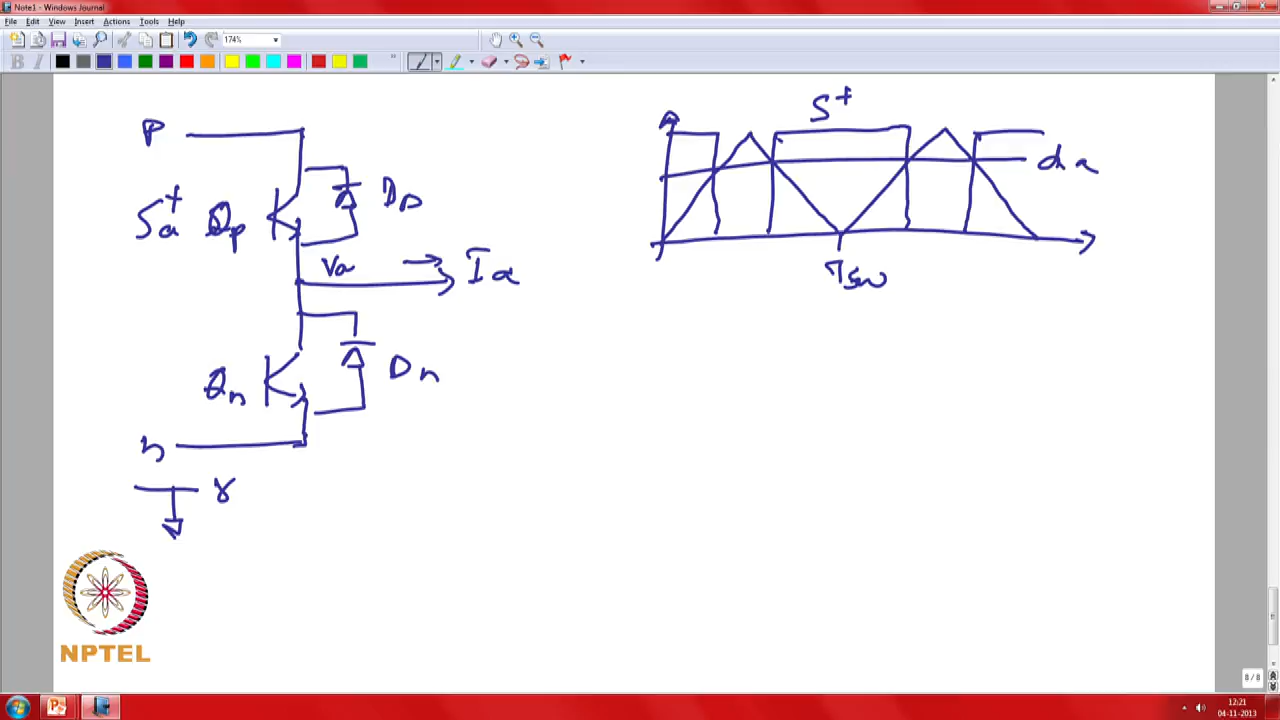 Note1 - Windows Journal
File Edit View Insert Actions Tools Help
174%
B I
P
S+
da
Sa+ Qp
Dp
Va
Ia
Tsw
Qn
Dn
n
r
NPTEL
8 / 8
12:21
04-11-2013